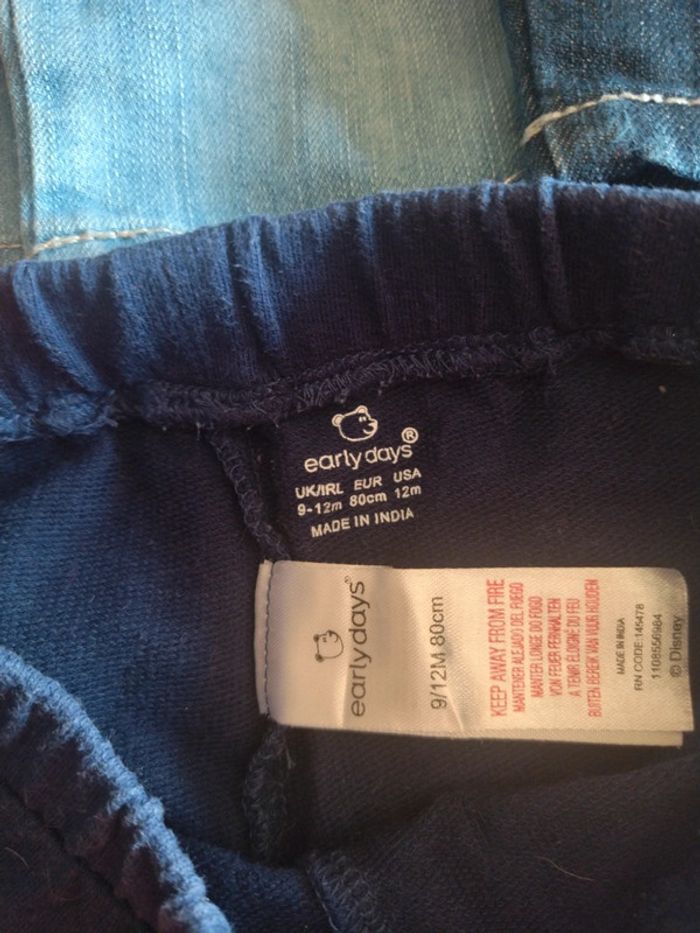 early days®
UK/IRL EUR USA
9-12m 80cm 12m
MADE IN INDIA
early days®
9/12M 80cm
KEEP AWAY FROM FIRE
MANTENER ALEJADO DEL FUEGO
MANTER LONGE DO FOGO
VON FEUER FERNHALTEN
A TENIR ÉLOIGNÉ DU FEU
BUITEN BEREIK VAN VUUR HOUDEN
MADE IN INDIA
RN CODE:145478
1108556984
© Disney